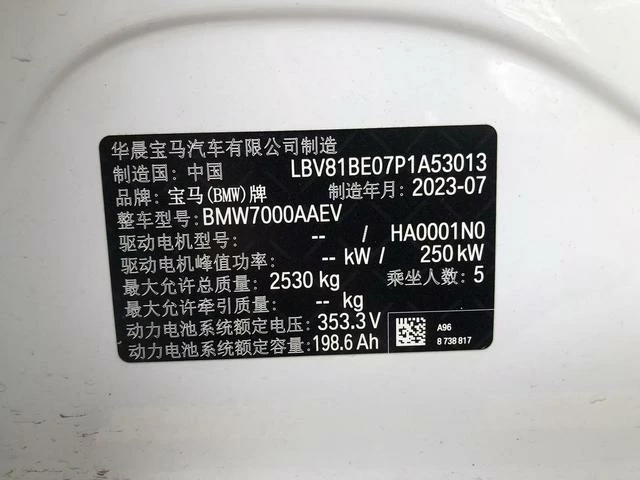 华晨宝马汽车有限公司制造
制造国: 中国 LBV81BE07P1A53013
品牌: 宝马(BMW)牌 制造年月: 2023-07
整车型号: BMW7000AAEV
驱动电机型号: -- / HA0001N0
驱动电机峰值功率: -- kW / 250 kW
最大允许总质量: 2530 kg 乘坐人数: 5
最大允许牵引质量: -- kg
动力电池系统额定电压: 353.3 V
动力电池系统额定容量: 198.6 Ah
A96
8 738 817